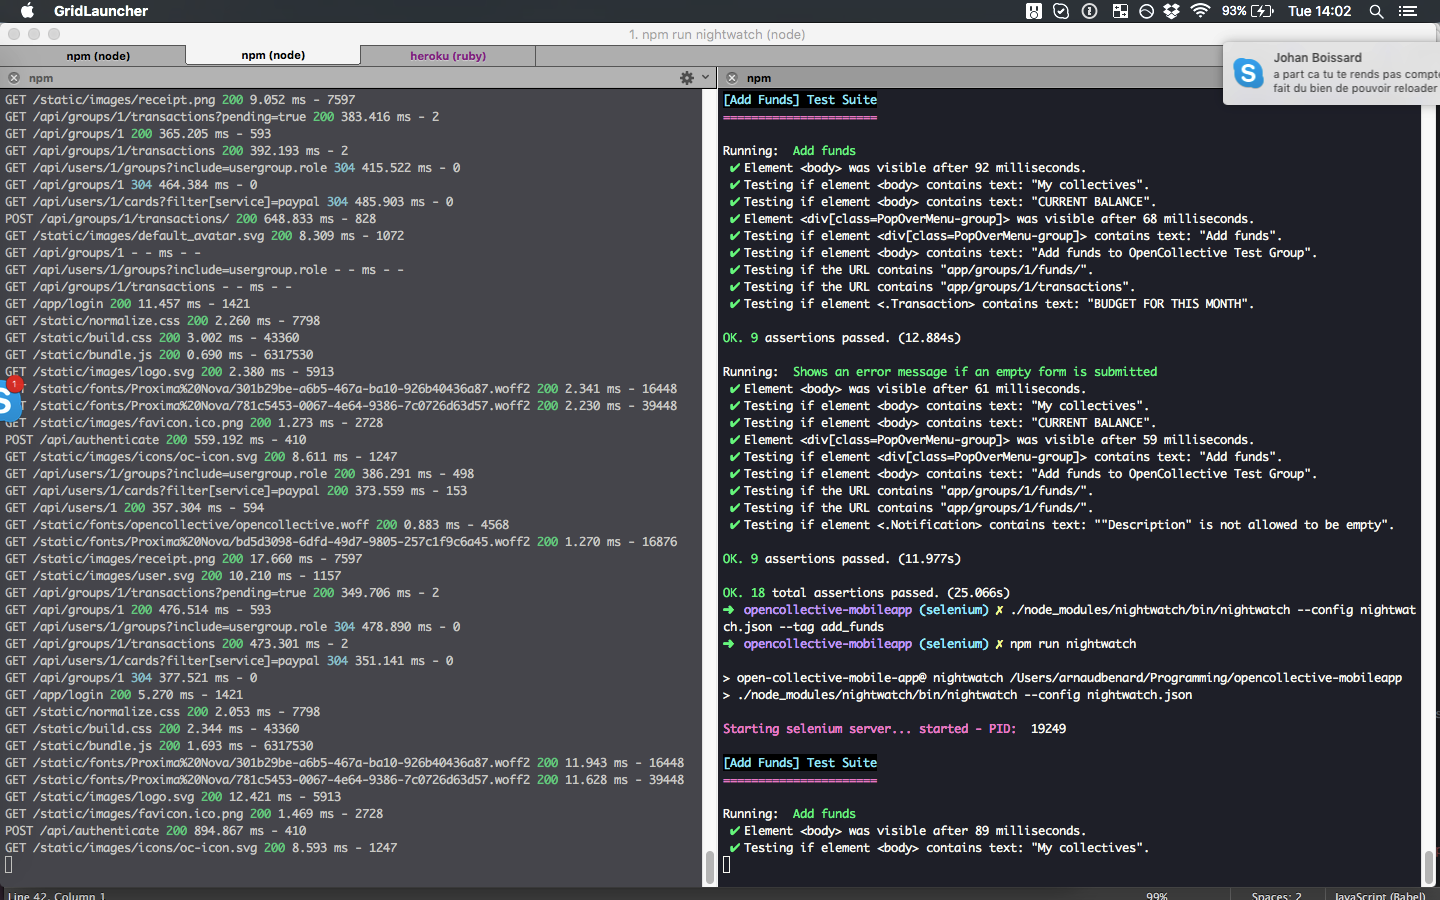 GridLauncher
93%
Tue 14:02
1. npm run nightwatch (node)
npm (node)
npm (node)
heroku (ruby)
Johan Boissard
a part ca tu te rends pas compte
fait du bien de pouvoir reloader
npm
GET /static/images/receipt.png 200 9.052 ms - 7597
GET /api/groups/1/transactions?pending=true 200 383.416 ms - 2
GET /api/groups/1 200 365.205 ms - 593
GET /api/groups/1/transactions 200 392.193 ms - 2
GET /api/users/1/groups?include=usergroup.role 304 415.522 ms - 0
GET /api/groups/1 304 464.384 ms - 0
GET /api/users/1/cards?filter[service]=paypal 304 485.903 ms - 0
POST /api/groups/1/transactions/ 200 648.833 ms - 828
GET /static/images/default_avatar.svg 200 8.309 ms - 1072
GET /api/groups/1 - - ms - -
GET /api/users/1/groups?include=usergroup.role - - ms - -
GET /api/groups/1/transactions - - ms - -
GET /app/login 200 11.457 ms - 1421
GET /static/normalize.css 200 2.260 ms - 7798
GET /static/build.css 200 3.002 ms - 43360
GET /static/bundle.js 200 0.690 ms - 6317530
GET /static/images/logo.svg 200 2.380 ms - 5913
1
T /static/fonts/Proxima%20Nova/301b29be-a6b5-467a-ba10-926b40436a87.woff2 200 2.341 ms - 16448
S
T /static/fonts/Proxima%20Nova/781c5453-0067-4e64-9386-7c0726d63d57.woff2 200 2.230 ms - 39448
GET /static/images/favicon.ico.png 200 1.273 ms - 2728
POST /api/authenticate 200 559.192 ms - 410
GET /static/images/icons/oc-icon.svg 200 8.611 ms - 1247
GET /api/users/1/groups?include=usergroup.role 200 386.291 ms - 498
GET /api/users/1/cards?filter[service]=paypal 200 373.559 ms - 153
GET /api/users/1 200 357.304 ms - 594
GET /static/fonts/opencollective/opencollective.woff 200 0.883 ms - 4568
GET /static/fonts/Proxima%20Nova/bd5d3098-6dfd-49d7-9805-257c1f9c6a45.woff2 200 1.270 ms - 16876
GET /static/images/receipt.png 200 17.660 ms - 7597
GET /static/images/user.svg 200 10.210 ms - 1157
GET /api/groups/1/transactions?pending=true 200 349.706 ms - 2
GET /api/groups/1 200 476.514 ms - 593
GET /api/users/1/groups?include=usergroup.role 304 478.890 ms - 0
GET /api/groups/1/transactions 200 473.301 ms - 2
GET /api/users/1/cards?filter[service]=paypal 304 351.141 ms - 0
GET /api/groups/1 304 377.521 ms - 0
GET /app/login 200 5.270 ms - 1421
GET /static/normalize.css 200 2.053 ms - 7798
GET /static/build.css 200 2.344 ms - 43360
GET /static/bundle.js 200 1.693 ms - 6317530
GET /static/fonts/Proxima%20Nova/301b29be-a6b5-467a-ba10-926b40436a87.woff2 200 11.943 ms - 16448
GET /static/fonts/Proxima%20Nova/781c5453-0067-4e64-9386-7c0726d63d57.woff2 200 11.628 ms - 39448
GET /static/images/logo.svg 200 12.421 ms - 5913
GET /static/images/favicon.ico.png 200 1.469 ms - 2728
POST /api/authenticate 200 894.867 ms - 410
GET /static/images/icons/oc-icon.svg 200 8.593 ms - 1247
npm
[Add Funds] Test Suite
======================
Running:  Add funds
✔ Element <body> was visible after 92 milliseconds.
✔ Testing if element <body> contains text: "My collectives".
✔ Testing if element <body> contains text: "CURRENT BALANCE".
✔ Element <div[class=PopOverMenu-group]> was visible after 68 milliseconds.
✔ Testing if element <div[class=PopOverMenu-group]> contains text: "Add funds".
✔ Testing if element <body> contains text: "Add funds to OpenCollective Test Group".
✔ Testing if the URL contains "app/groups/1/funds/".
✔ Testing if the URL contains "app/groups/1/transactions".
✔ Testing if element <.Transaction> contains text: "BUDGET FOR THIS MONTH".
OK. 9 assertions passed. (12.884s)
Running:  Shows an error message if an empty form is submitted
✔ Element <body> was visible after 61 milliseconds.
✔ Testing if element <body> contains text: "My collectives".
✔ Testing if element <body> contains text: "CURRENT BALANCE".
✔ Element <div[class=PopOverMenu-group]> was visible after 59 milliseconds.
✔ Testing if element <div[class=PopOverMenu-group]> contains text: "Add funds".
✔ Testing if element <body> contains text: "Add funds to OpenCollective Test Group".
✔ Testing if the URL contains "app/groups/1/funds/".
✔ Testing if the URL contains "app/groups/1/funds/".
✔ Testing if element <.Notification> contains text: ""Description" is not allowed to be empty".
OK. 9 assertions passed. (11.977s)
OK. 18 total assertions passed. (25.066s)
➜  opencollective-mobileapp (selenium) ✗ ./node_modules/nightwatch/bin/nightwatch --config nightwat
ch.json --tag add_funds
➜  opencollective-mobileapp (selenium) ✗ npm run nightwatch
> open-collective-mobile-app@ nightwatch /Users/arnaudbenard/Programming/opencollective-mobileapp
> ./node_modules/nightwatch/bin/nightwatch --config nightwatch.json
Starting selenium server... started - PID:  19249
[Add Funds] Test Suite
======================
Running:  Add funds
✔ Element <body> was visible after 89 milliseconds.
✔ Testing if element <body> contains text: "My collectives".
Line 42, Column 1
99%
Spaces: 2
JavaScript (Babel)